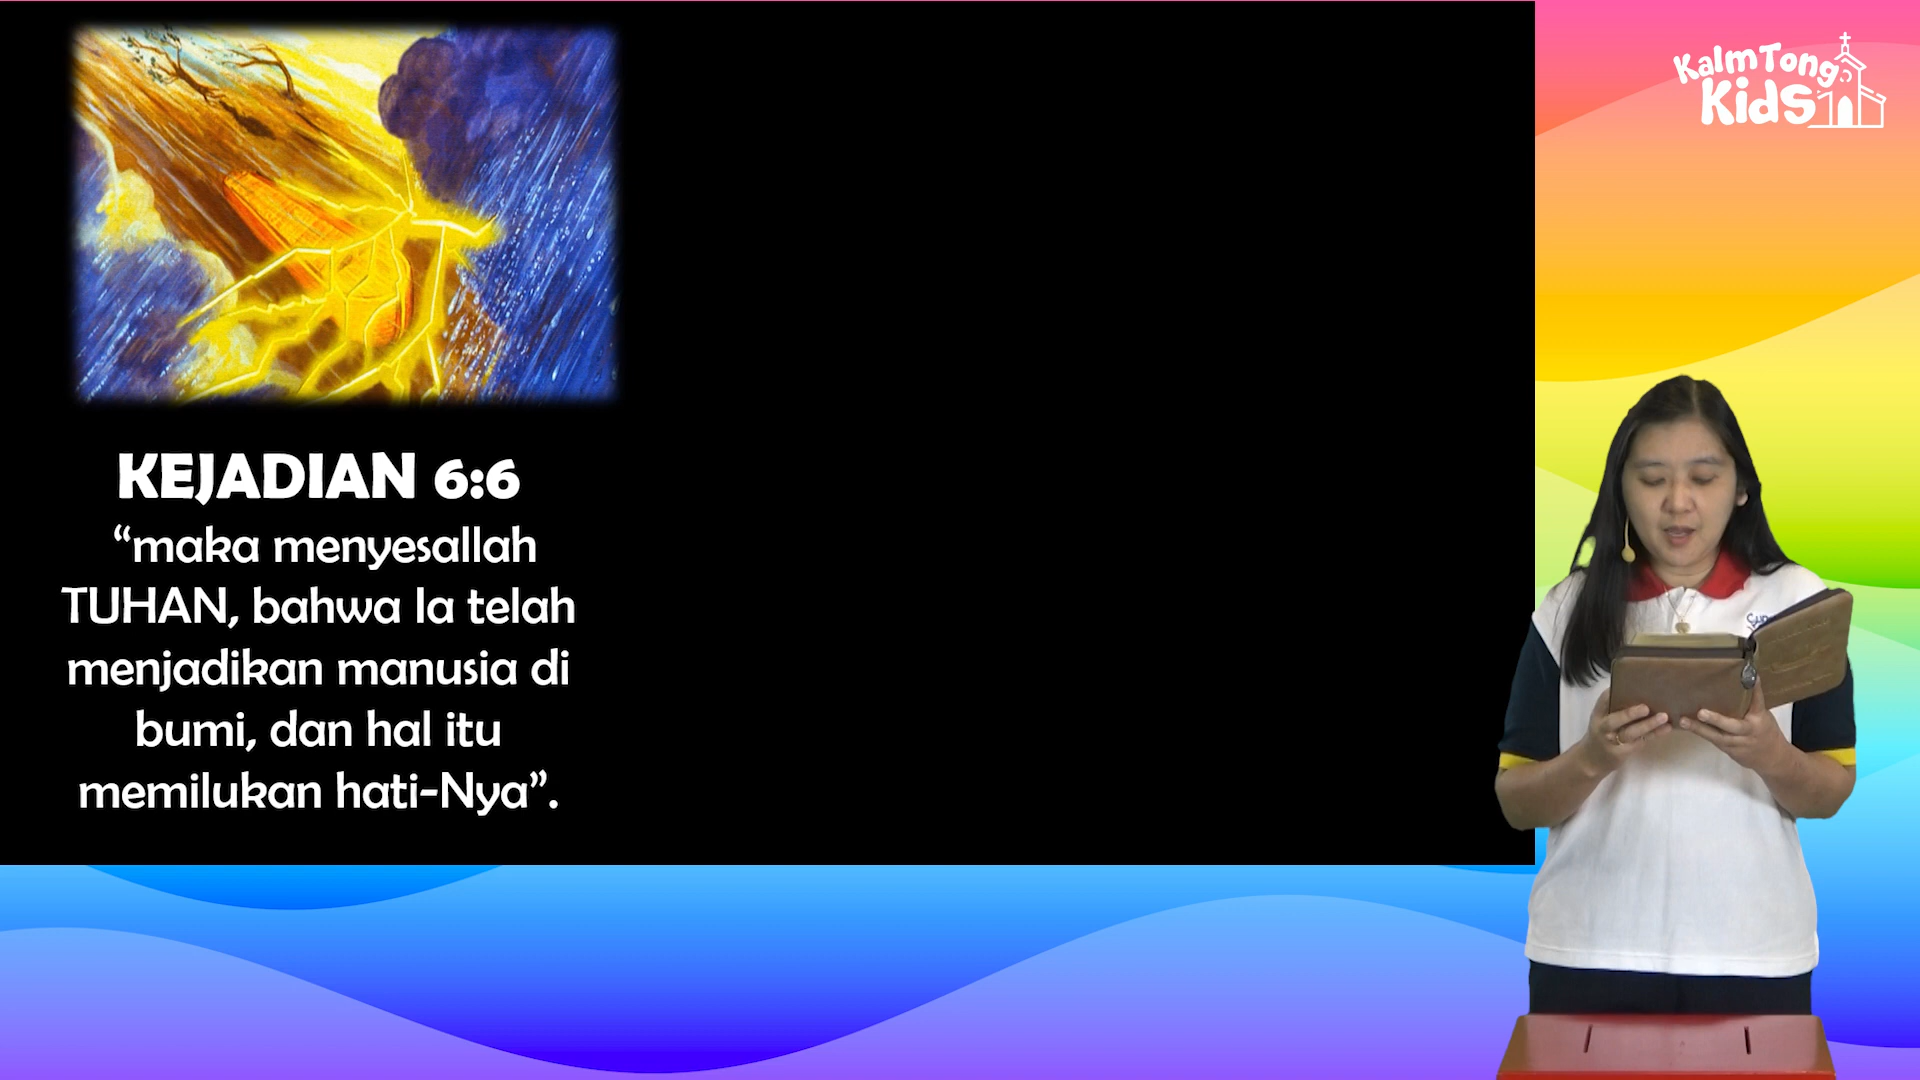 KalmTong
Kids
KEJADIAN 6:6
“maka menyesallah
TUHAN, bahwa Ia telah
menjadikan manusia di
bumi, dan hal itu
memilukan hati-Nya”.